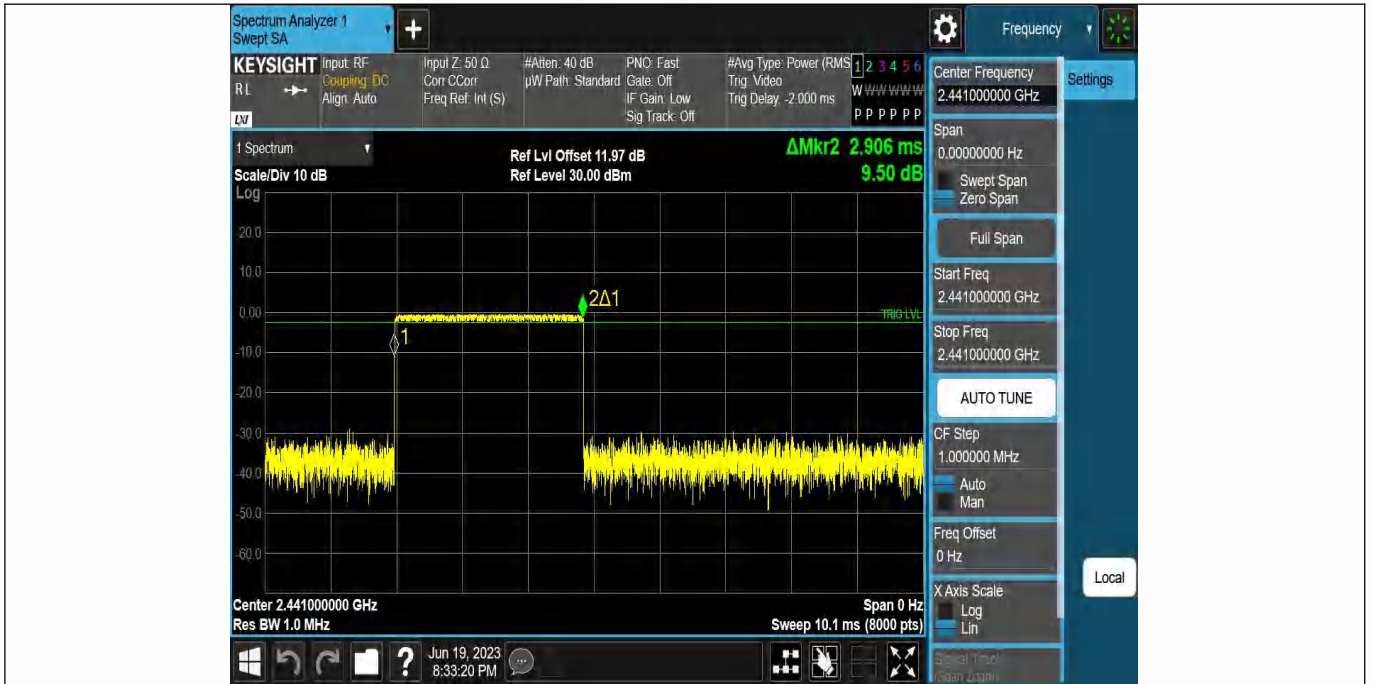 Spectrum Analyzer 1
Swept SA
+
Frequency
KEYSIGHT
R L
LXI
Input: RF
Coupling: DC
Align: Auto
Input Z: 50 Ω
Corr CCorr
Freq Ref: Int (S)
#Atten: 40 dB
µW Path: Standard
PNO: Fast
Gate: Off
IF Gain: Low
Sig Track: Off
#Avg Type: Power (RMS
Trig: Video
Trig Delay: -2.000 ms
1 2 3 4 5 6
W W W W W W
P P P P P P
Center Frequency
2.441000000 GHz
Settings
Span
0.00000000 Hz
Swept Span
Zero Span
Full Span
Start Freq
2.441000000 GHz
Stop Freq
2.441000000 GHz
AUTO TUNE
CF Step
1.000000 MHz
Auto
Man
Freq Offset
0 Hz
X Axis Scale
Log
Lin
Signal Track
(Span Zoom)
Local
1 Spectrum
Scale/Div 10 dB
Log
Ref Lvl Offset 11.97 dB
Ref Level 30.00 dBm
ΔMkr2 2.906 ms
9.50 dB
20.0
10.0
0.00
-10.0
-20.0
-30.0
-40.0
-50.0
-60.0
2Δ1
1
TRIG LVL
Center 2.441000000 GHz
Res BW 1.0 MHz
Span 0 Hz
Sweep 10.1 ms (8000 pts)
?
Jun 19, 2023
8:33:20 PM